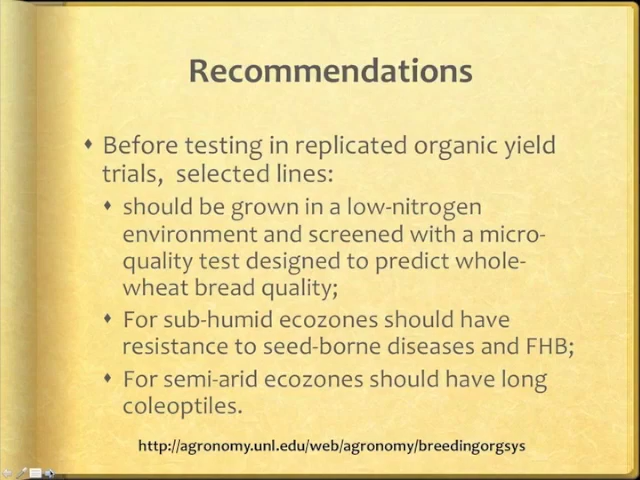 Recommendations
Before testing in replicated organic yield
trials, selected lines:
should be grown in a low-nitrogen
environment and screened with a micro-
quality test designed to predict whole-
wheat bread quality;
For sub-humid ecozones should have
resistance to seed-borne diseases and FHB;
For semi-arid ecozones should have long
coleoptiles.
http://agronomy.unl.edu/web/agronomy/breedingorgsys